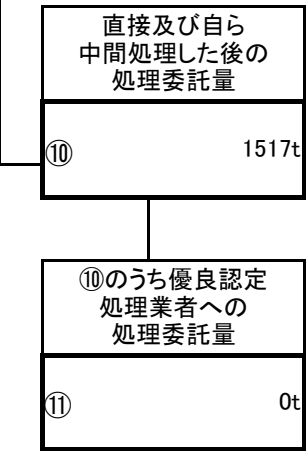 直接及び自ら
中間処理した後の
処理委託量
⑩ 1517t
⑩のうち優良認定
処理業者への
処理委託量
⑪ 0t